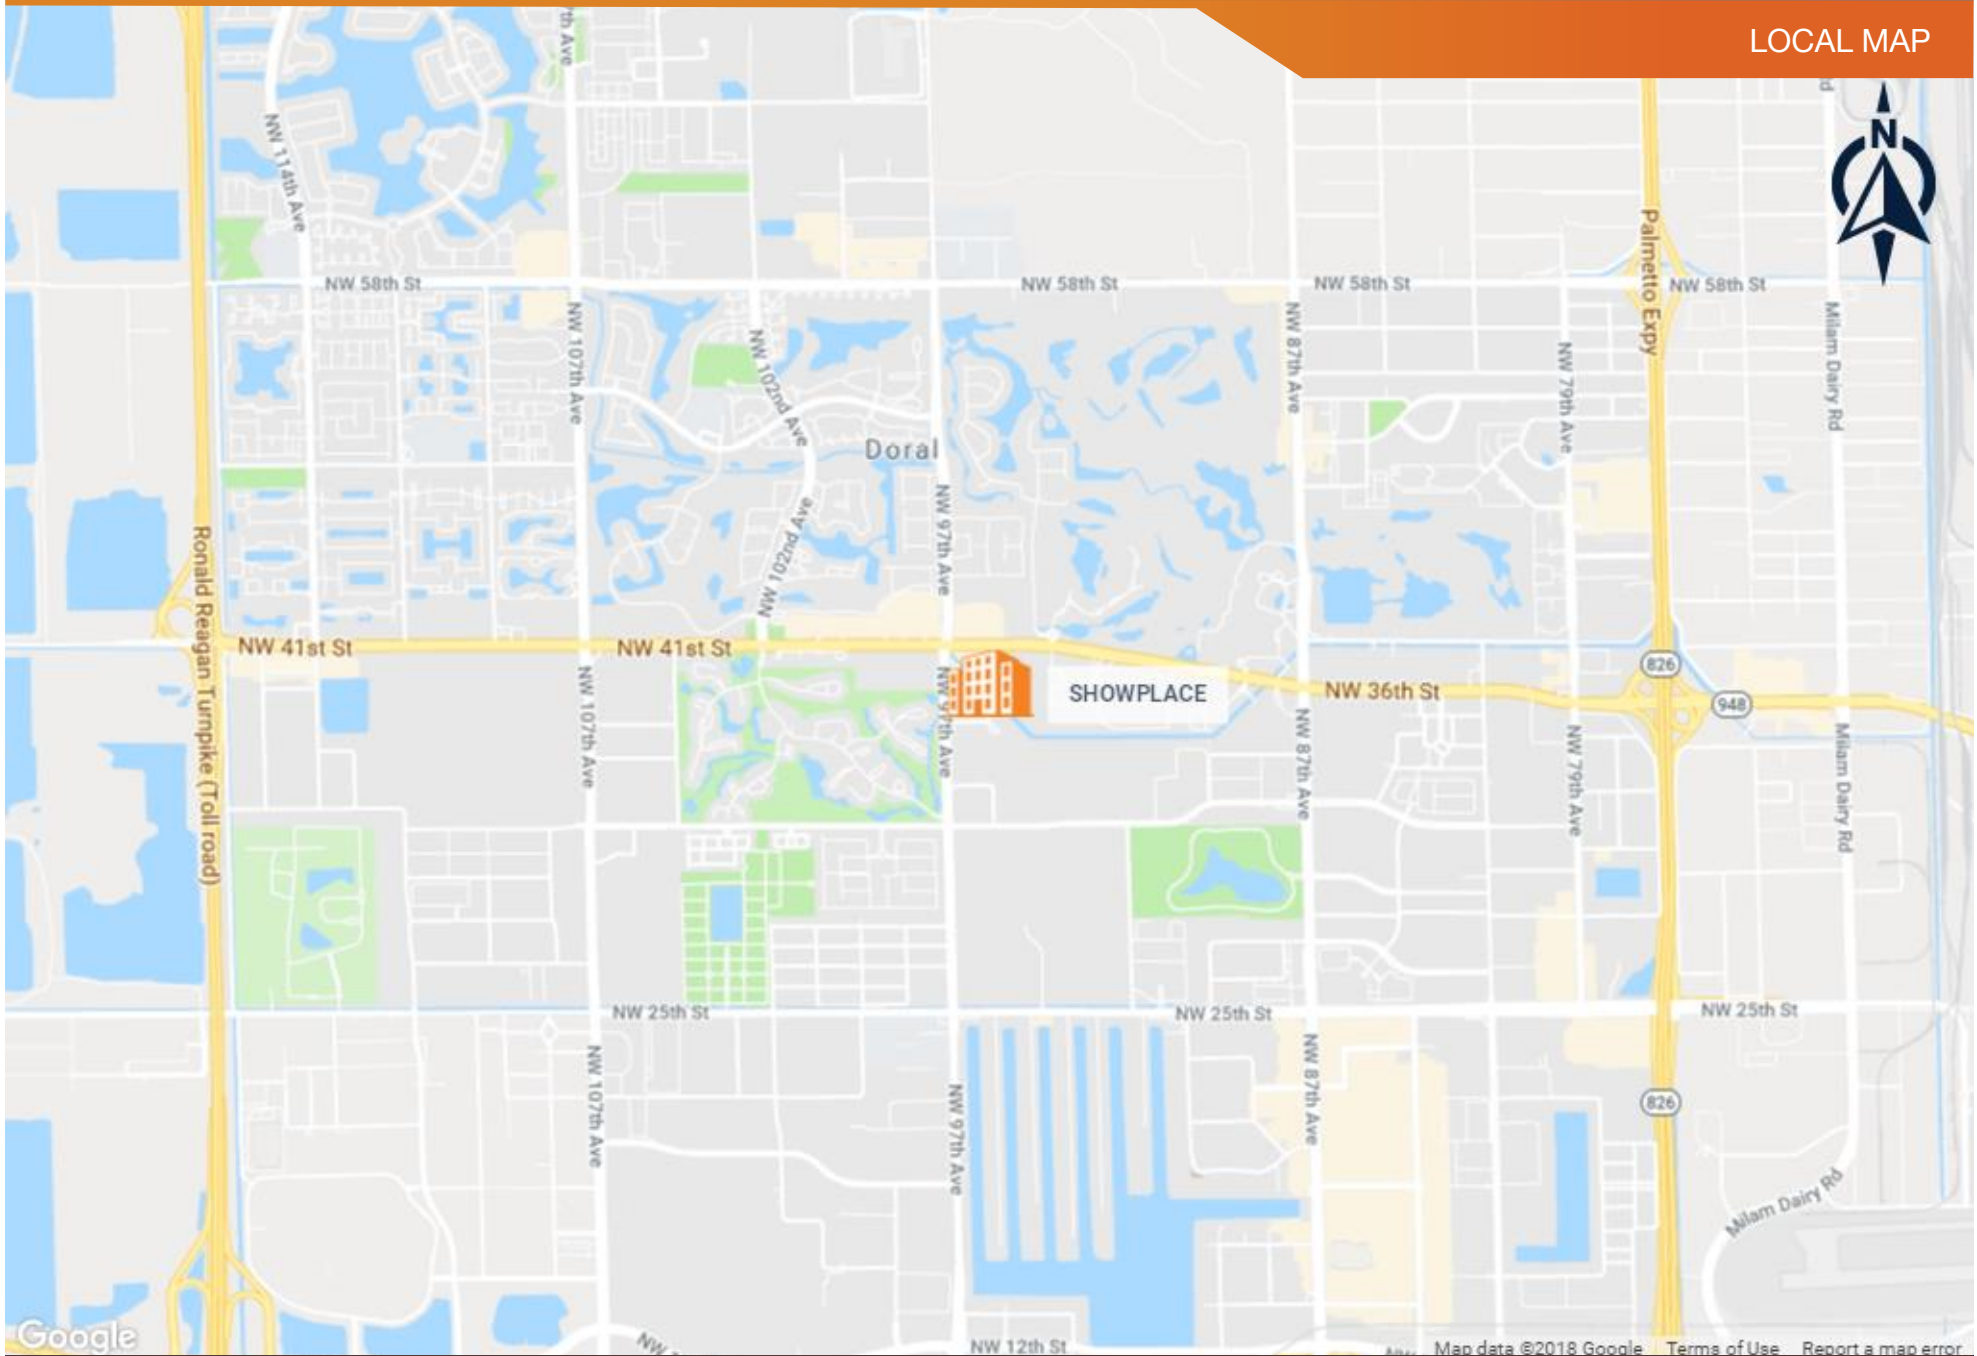 LOCAL MAP
th Ave
N
NW 114th Ave
Palmetto Expy
NW 58th St
NW 58th St
NW 58th St
NW 58th St
NW 107th Ave
NW 102nd Ave
NW 87th Ave
NW 79th Ave
Milam Dairy Rd
Doral
NW 97th Ave
NW 102nd Ave
Ronald Reagan Turnpike (Toll road)
NW 41st St
NW 41st St
826
NW 107th Ave
NW 97th Ave
SHOWPLACE
NW 36th St
948
NW 87th Ave
NW 79th Ave
Milam Dairy Rd
NW 25th St
NW 25th St
NW 25th St
NW 107th Ave
NW 97th Ave
NW 87th Ave
826
Milam Dairy Rd
Google
NW
NW 12th St
Map data ©2018 Google Terms of Use Report a map error